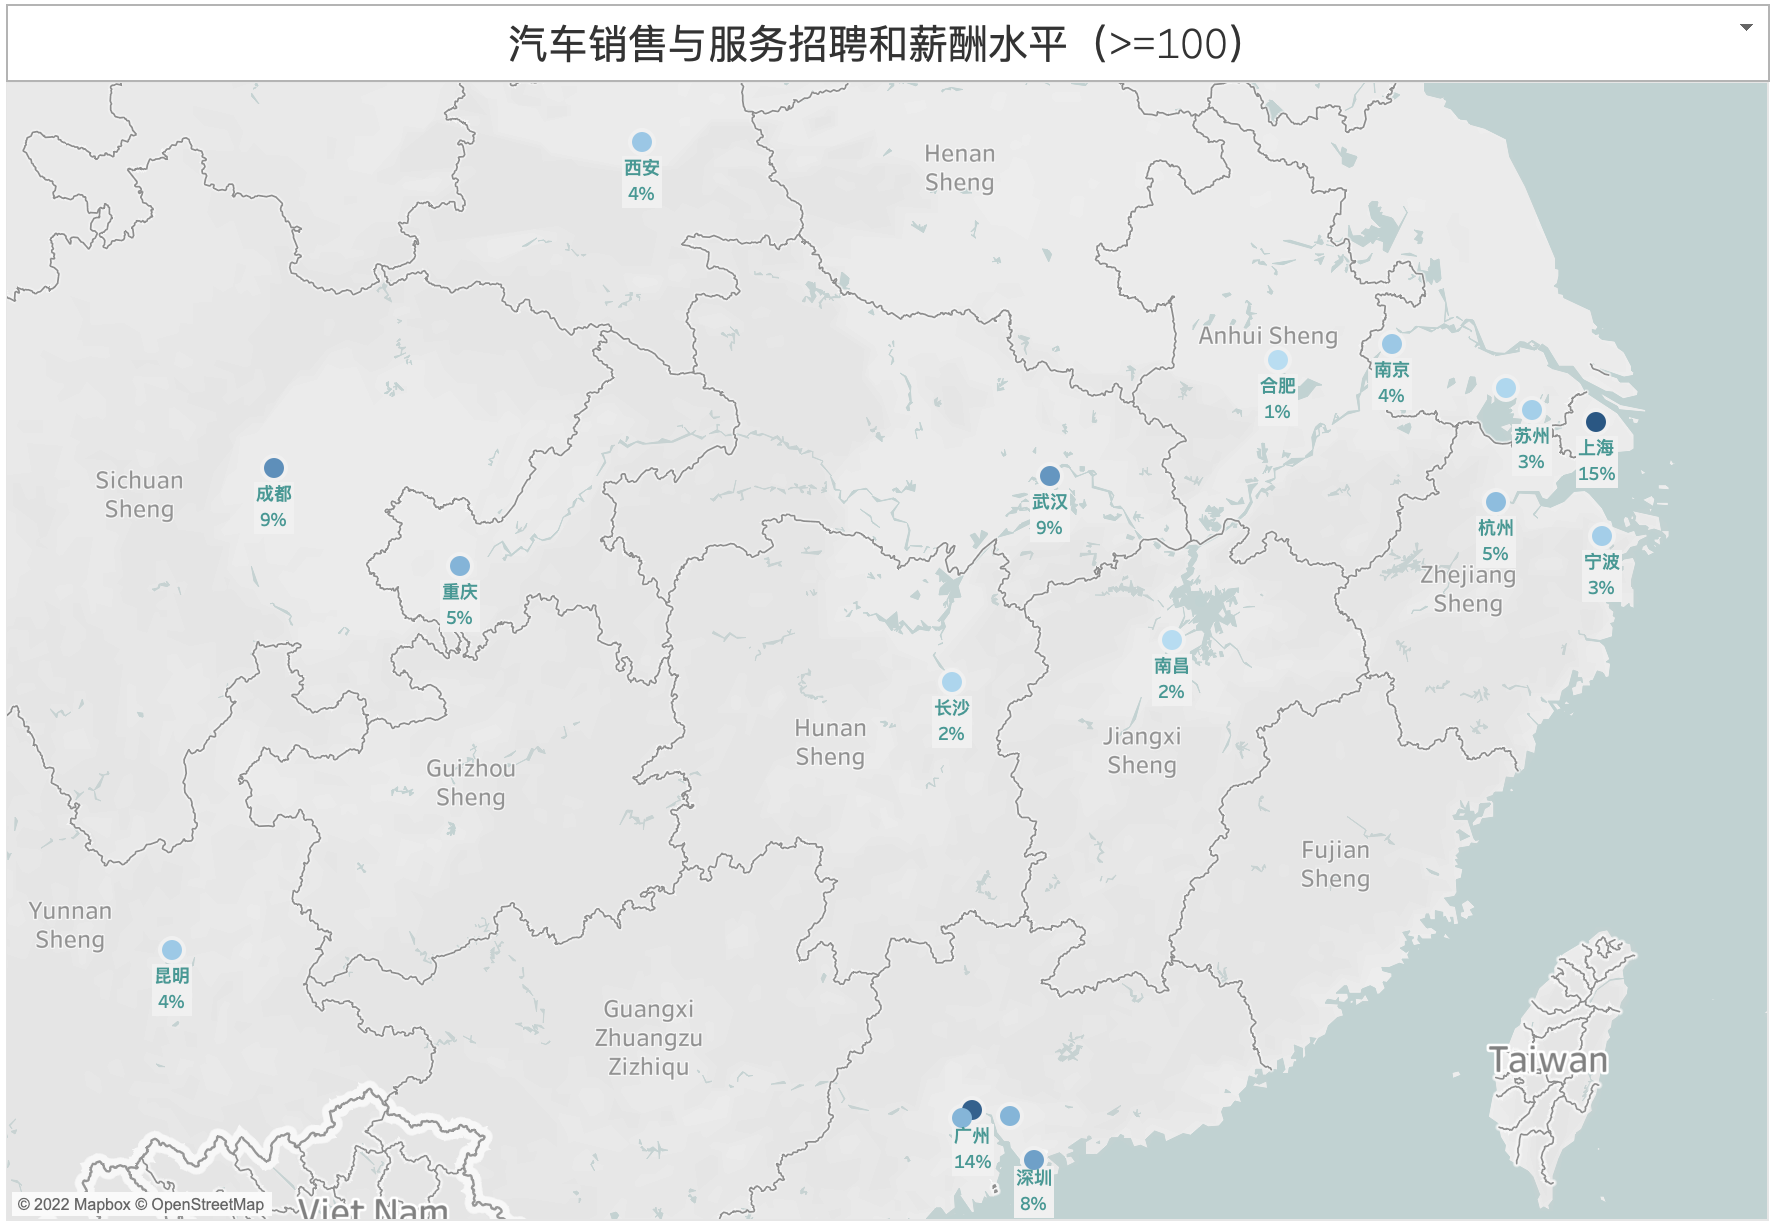 汽车销售与服务招聘和薪酬水平（>=100）
西安
4%
Henan
Sheng
Anhui Sheng
合肥
1%
南京
4%
苏州
3%
上海
15%
Sichuan
Sheng
成都
9%
武汉
9%
杭州
5%
宁波
3%
重庆
5%
Zhejiang
Sheng
南昌
2%
长沙
2%
Hunan
Sheng
Jiangxi
Sheng
Guizhou
Sheng
Fujian
Sheng
Yunnan
Sheng
昆明
4%
Guangxi
Zhuangzu
Zizhiqu
Taiwan
广州
14%
深圳
8%
© 2022 Mapbox © OpenStreetMap
Viet Nam